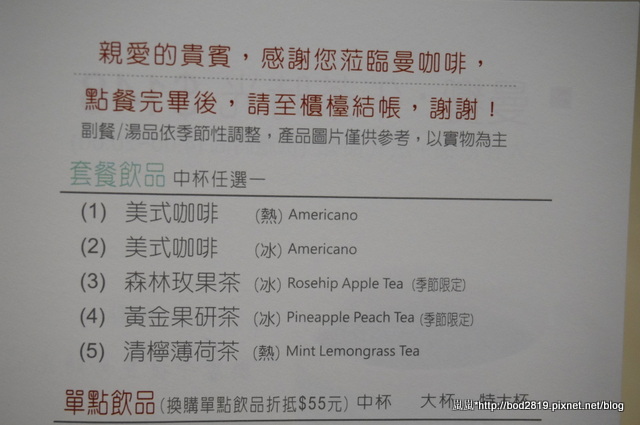 親愛的貴賓，感謝您蒞臨曼咖啡，
點餐完畢後，請至櫃檯結帳，謝謝！
副餐/湯品依季節性調整，產品圖片僅供參考，以實物為主
套餐飲品 中杯任選一
(1) 美式咖啡 (熱) Americano
(2) 美式咖啡 (冰) Americano
(3) 森林玫果茶 (冰) Rosehip Apple Tea (季節限定)
(4) 黃金果研茶 (冰) Pineapple Peach Tea (季節限定)
(5) 清檸薄荷茶 (熱) Mint Lemongrass Tea
單點飲品 (換購單點飲品折抵$55元) 中杯 大杯 特大杯
http://bod2819.pixnet.net/blog